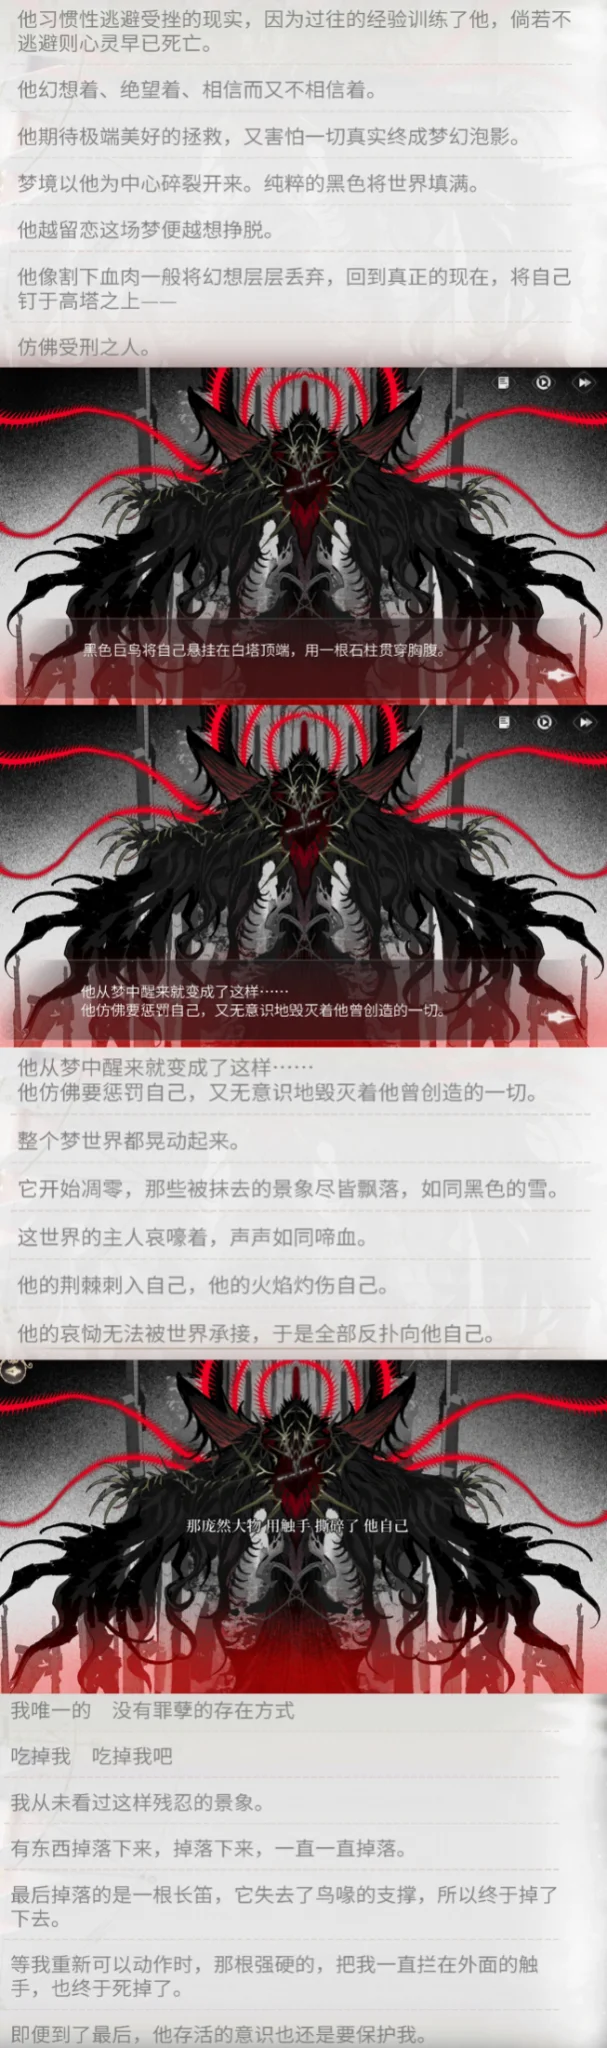 他习惯性逃避受挫的现实，因为过往的经验训练了他，倘若不
逃避则心灵早已死亡。
他幻想着、绝望着、相信而又不相信着。
他期待极端美好的拯救，又害怕一切真实终成梦幻泡影。
梦境以他为中心碎裂开来。纯粹的黑色将世界填满。
他越留恋这场梦便越想挣脱。
他像割下血肉一般将幻想层层丢弃，回到真正的现在，将自己
钉于高塔之上——
仿佛受刑之人。
黑色巨鸟将自己悬挂在白塔顶端，用一根石柱贯穿胸腹。
他从梦中醒来就变成了这样……
他仿佛要惩罚自己，又无意识地毁灭着他曾创造的一切。
他从梦中醒来就变成了这样……
他仿佛要惩罚自己，又无意识地毁灭着他曾创造的一切。
整个梦世界都晃动起来。
它开始凋零，那些被抹去的景象尽皆飘落，如同黑色的雪。
这世界的主人哀嚎着，声声如同啼血。
他的荆棘刺入自己，他的火焰灼伤自己。
他的哀恸无法被世界承接，于是全部反扑向他自己。
那庞然大物 用触手 撕碎了 他自己
我唯一的　没有罪孽的存在方式
吃掉我　吃掉我吧
我从未看过这样残忍的景象。
有东西掉落下来，掉落下来，一直一直掉落。
最后掉落的是一根长笛，它失去了鸟喙的支撑，所以终于掉了
下去。
等我重新可以动作时，那根强硬的，把我一直拦在外面的触
手，也终于死掉了。
即便到了最后，他存活的意识也还是要保护我。